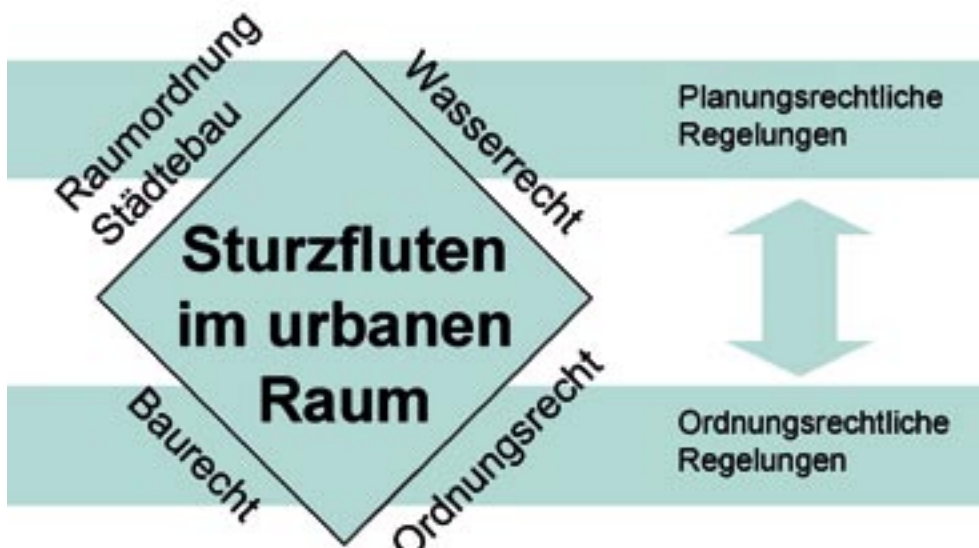 Raumordnung
Städtebau
Wasserrecht
Planungsrechtliche
Regelungen
Sturzfluten
im urbanen
Raum
Baurecht
Ordnungsrecht
Ordnungsrechtliche
Regelungen